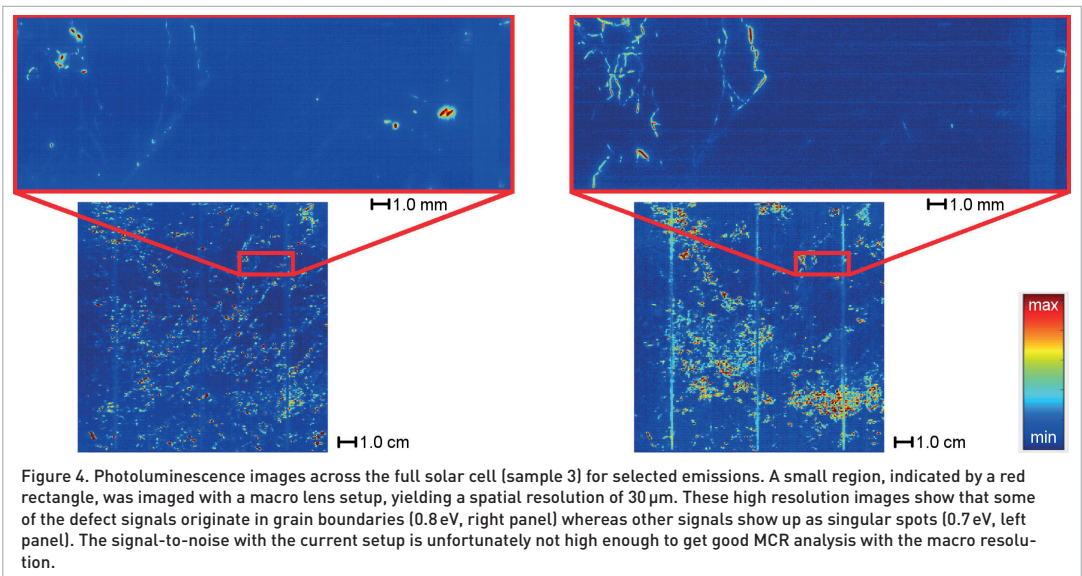 1.0 mm
1.0 mm
max
min
1.0 cm
1.0 cm
Figure 4. Photoluminescence images across the full solar cell (sample 3) for selected emissions. A small region, indicated by a red
rectangle, was imaged with a macro lens setup, yielding a spatial resolution of 30 µm. These high resolution images show that some
of the defect signals originate in grain boundaries (0.8 eV, right panel) whereas other signals show up as singular spots (0.7 eV, left
panel). The signal-to-noise with the current setup is unfortunately not high enough to get good MCR analysis with the macro resolu-
tion.